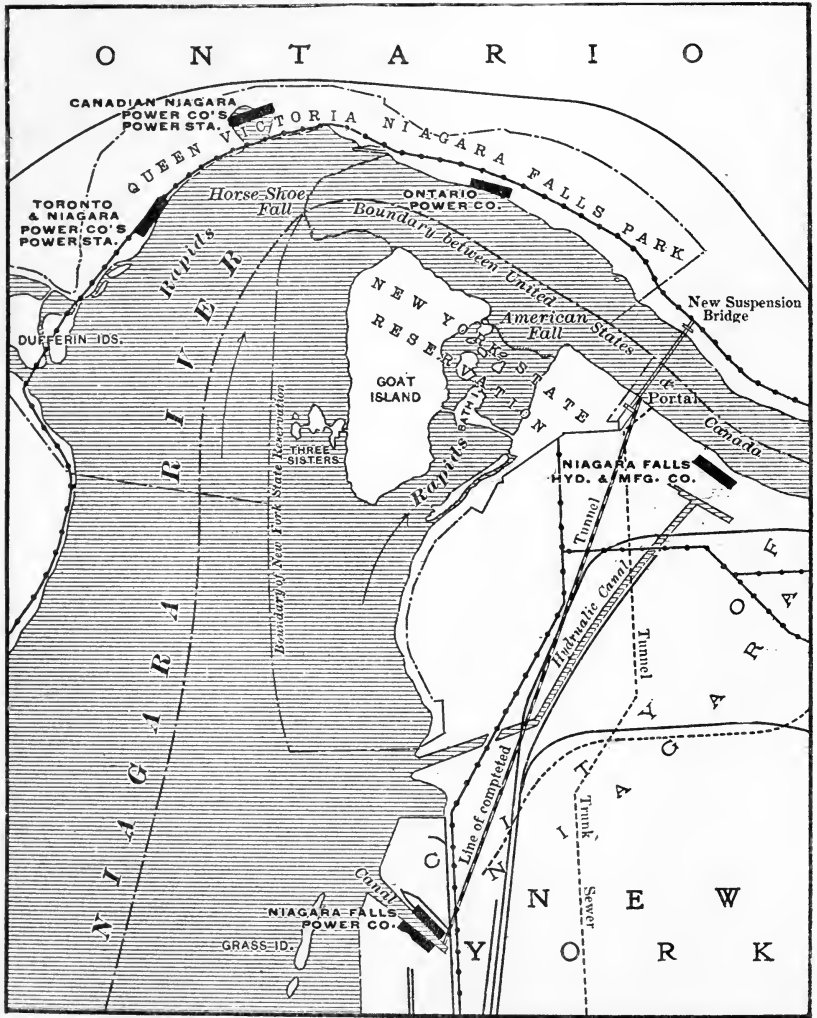 ONTARIO
CANADIAN NIAGARA
POWER CO'S
POWER STA.
QUEEN VICTORIA NIAGARA FALLS PARK
TORONTO
& NIAGARA
POWER CO'S
POWER STA.
Horse Shoe
Fall
ONTARIO
POWER CO.
Boundary between United States & Canada
Rapids
NIAGARA RIVER
DUFFERIN IDS.
NEW YORK STATE
RESERVATION
American
Fall
New Suspension
Bridge
GOAT
ISLAND
BATH I.
Portal
THREE
SISTERS
Rapids
NIAGARA FALLS
HYD. & MFG. CO.
Boundary of New York State Reservation
Tunnel
Hydrualic Canal
Tunnel
CITY OF
NIAGARA FALLS
Line of completed
Trunk
Sewer
Canal
NIAGARA FALLS
POWER CO.
GRASS ID.
NEW
YORK